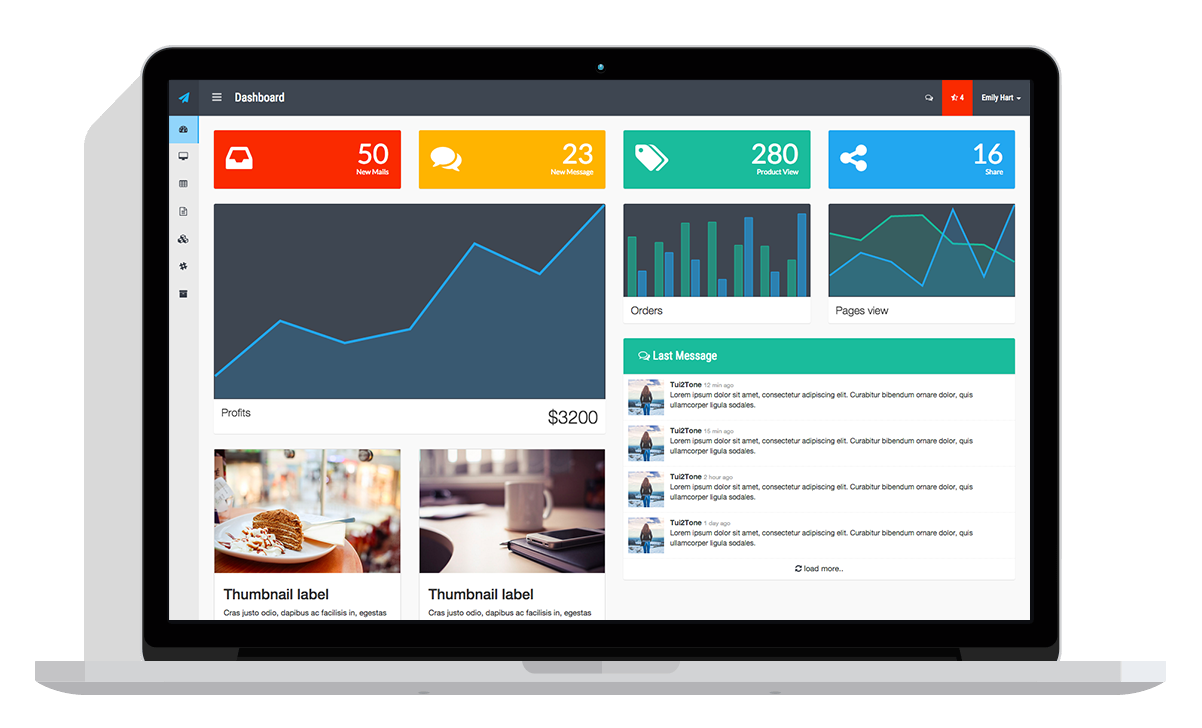 Dashboard
4
Emily Hart
50
New Mails
23
New Message
280
Product View
16
Share
Profits
$3200
Orders
Pages view
Last Message
Tui2Tone 12 min ago
Lorem ipsum dolor sit amet, consectetur adipiscing elit. Curabitur bibendum ornare dolor, quis
ullamcorper ligula sodales.
Tui2Tone 15 min ago
Lorem ipsum dolor sit amet, consectetur adipiscing elit. Curabitur bibendum ornare dolor, quis
ullamcorper ligula sodales.
Tui2Tone 2 hour ago
Lorem ipsum dolor sit amet, consectetur adipiscing elit. Curabitur bibendum ornare dolor, quis
ullamcorper ligula sodales.
Tui2Tone 1 day ago
Lorem ipsum dolor sit amet, consectetur adipiscing elit. Curabitur bibendum ornare dolor, quis
ullamcorper ligula sodales.
load more..
Thumbnail label
Cras justo odio, dapibus ac facilisis in, egestas
Thumbnail label
Cras justo odio, dapibus ac facilisis in, egestas